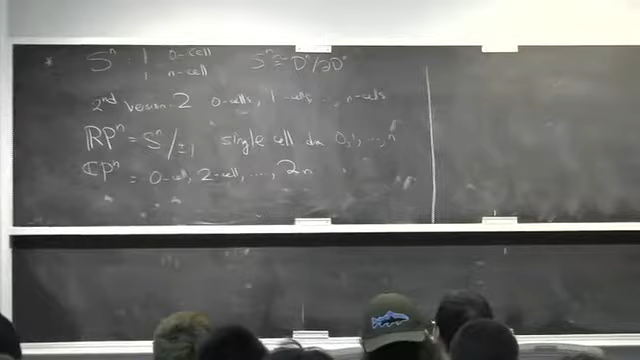 * Sⁿ : 1 0-cell Sⁿ ≅ Dⁿ/∂Dⁿ
1 n-cell
2nd version: 2 0-cells, 1-cells ... n-cells
ℝPⁿ = Sⁿ/±1 single cell dim 0, 1, ..., n
ℂPⁿ = 0-cell, 2-cell, ..., 2n